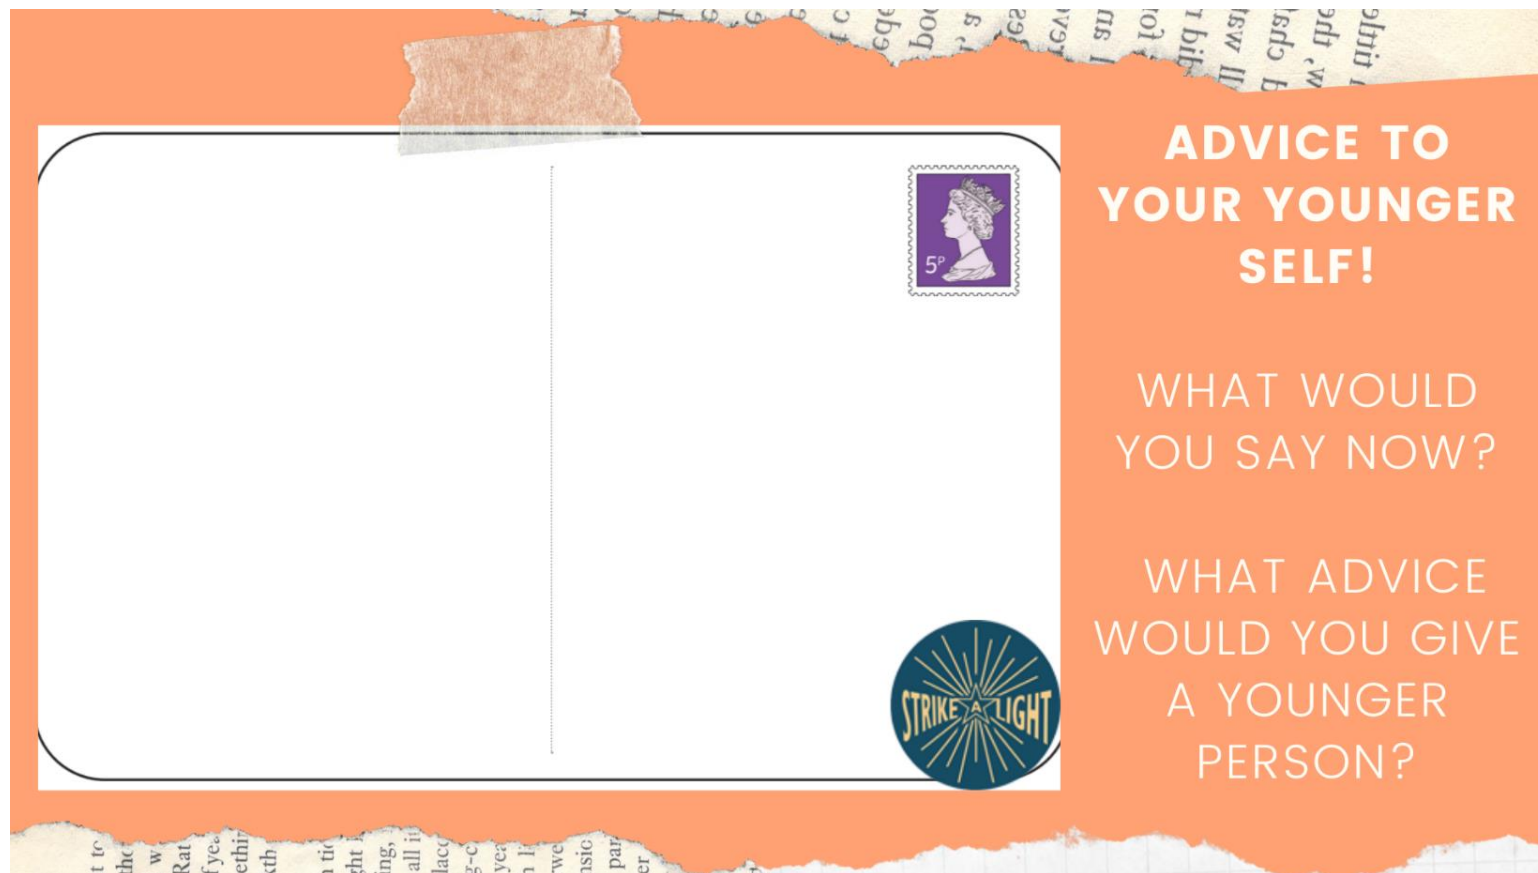 ADVICE TO
YOUR YOUNGER
SELF!
WHAT WOULD
YOU SAY NOW?
WHAT ADVICE
WOULD YOU GIVE
A YOUNGER
PERSON?
5P
STRIKE A LIGHT